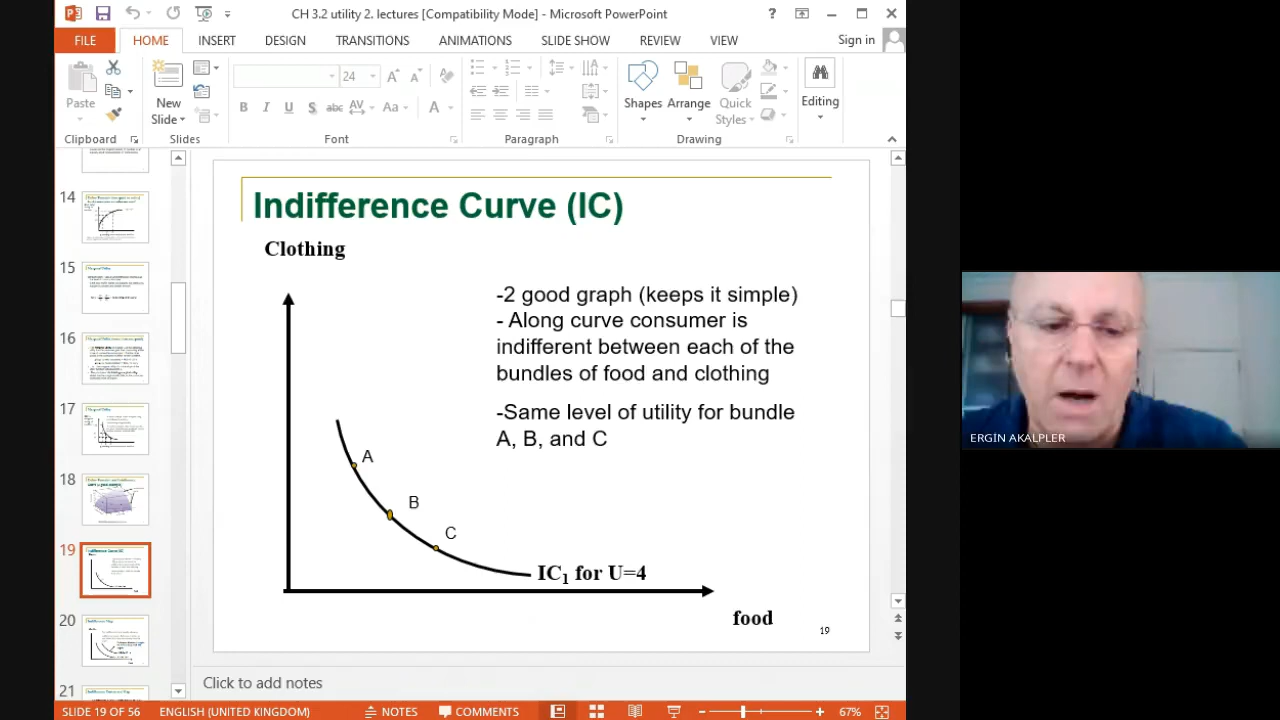 CH 3.2 utility 2. lectures [Compatibility Mode] - Microsoft PowerPoint
FILE HOME INSERT DESIGN TRANSITIONS ANIMATIONS SLIDE SHOW REVIEW VIEW Sign in
24
Paste New Slide Shapes Arrange Quick Styles Editing
Clipboard Slides Font Paragraph Drawing
14
15
16
17
18
19
20
21
Indifference Curve (IC)
Clothing
-2 good graph (keeps it simple)
- Along curve consumer is
indifferent between each of the
bundles of food and clothing
-Same level of utility for bundle
A, B, and C
A
B
C
IC1 for U=4
food
19
Click to add notes
SLIDE 19 OF 56 ENGLISH (UNITED KINGDOM) NOTES COMMENTS 67%
ERGİN AKALPLER